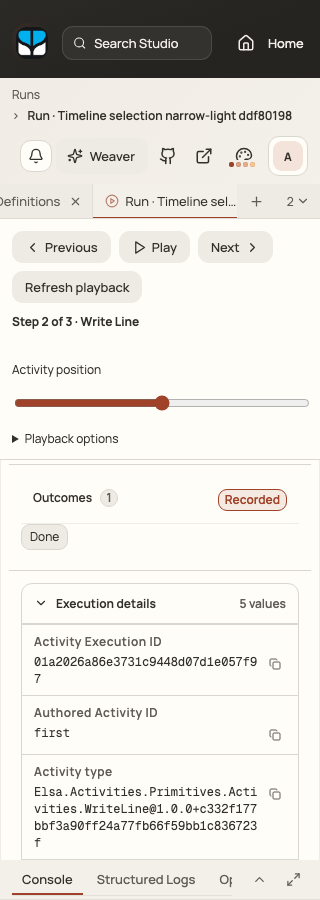 Search Studio
Home
Runs
Run · Timeline selection narrow-light ddf80198
Weaver
A
Definitions
Run · Timeline sel...
2
Previous
Play
Next
Refresh playback
Step 2 of 3 · Write Line
Activity position
Playback options
Outcomes 1
Recorded
Done
Execution details
5 values
Activity Execution ID
01a2026a86e3731c9448d07d1e057f9
7
Authored Activity ID
first
Activity type
Elsa.Activities.Primitives.Acti
vities.WriteLine@1.0.0+c332f177
bbf3a90ff24a77fb66f59bb1c836723
f
Console
Structured Logs